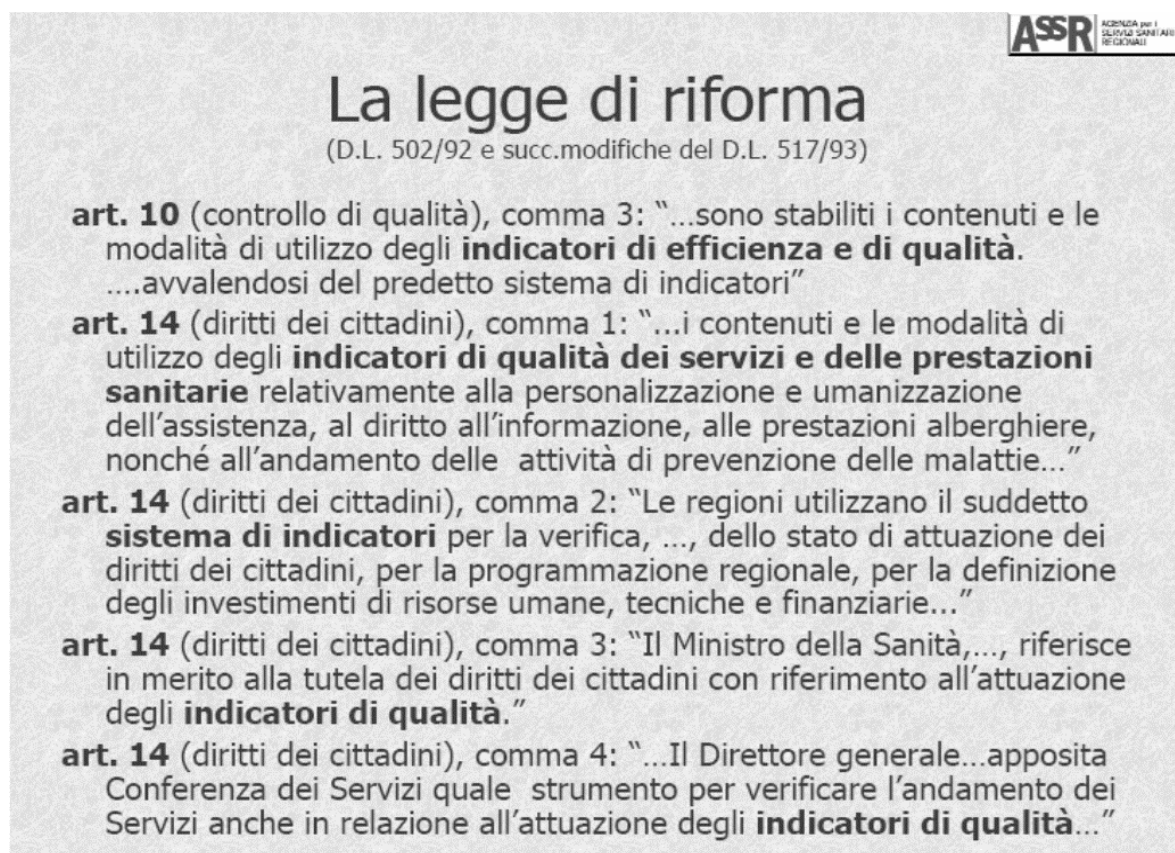 ASSR
AGENZIA per i
SERVIZI SANITARI
REGIONALI
La legge di riforma
(D.L. 502/92 e succ.modifiche del D.L. 517/93)
art. 10 (controllo di qualità), comma 3: “...sono stabiliti i contenuti e le
modalità di utilizzo degli indicatori di efficienza e di qualità.
....avvalendosi del predetto sistema di indicatori”
art. 14 (diritti dei cittadini), comma 1: “...i contenuti e le modalità di
utilizzo degli indicatori di qualità dei servizi e delle prestazioni
sanitarie relativamente alla personalizzazione e umanizzazione
dell’assistenza, al diritto all’informazione, alle prestazioni alberghiere,
nonché all’andamento delle  attività di prevenzione delle malattie...”
art. 14 (diritti dei cittadini), comma 2: “Le regioni utilizzano il suddetto
sistema di indicatori per la verifica, ..., dello stato di attuazione dei
diritti dei cittadini, per la programmazione regionale, per la definizione
degli investimenti di risorse umane, tecniche e finanziarie...”
art. 14 (diritti dei cittadini), comma 3: “Il Ministro della Sanità,..., riferisce
in merito alla tutela dei diritti dei cittadini con riferimento all’attuazione
degli indicatori di qualità.”
art. 14 (diritti dei cittadini), comma 4: “...Il Direttore generale...apposita
Conferenza dei Servizi quale  strumento per verificare l’andamento dei
Servizi anche in relazione all’attuazione degli indicatori di qualità...”